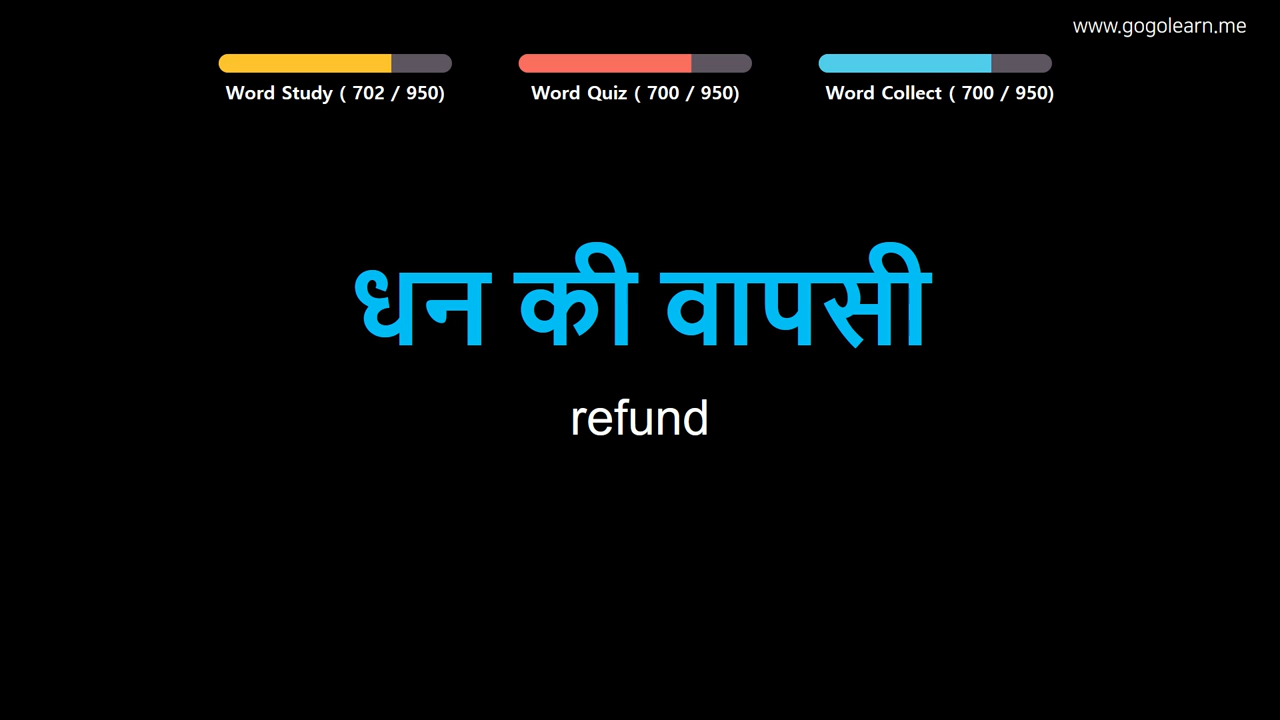 www.gogolearn.me
Word Study ( 702 / 950)
Word Quiz ( 700 / 950)
Word Collect ( 700 / 950)
धन की वापसी
refund